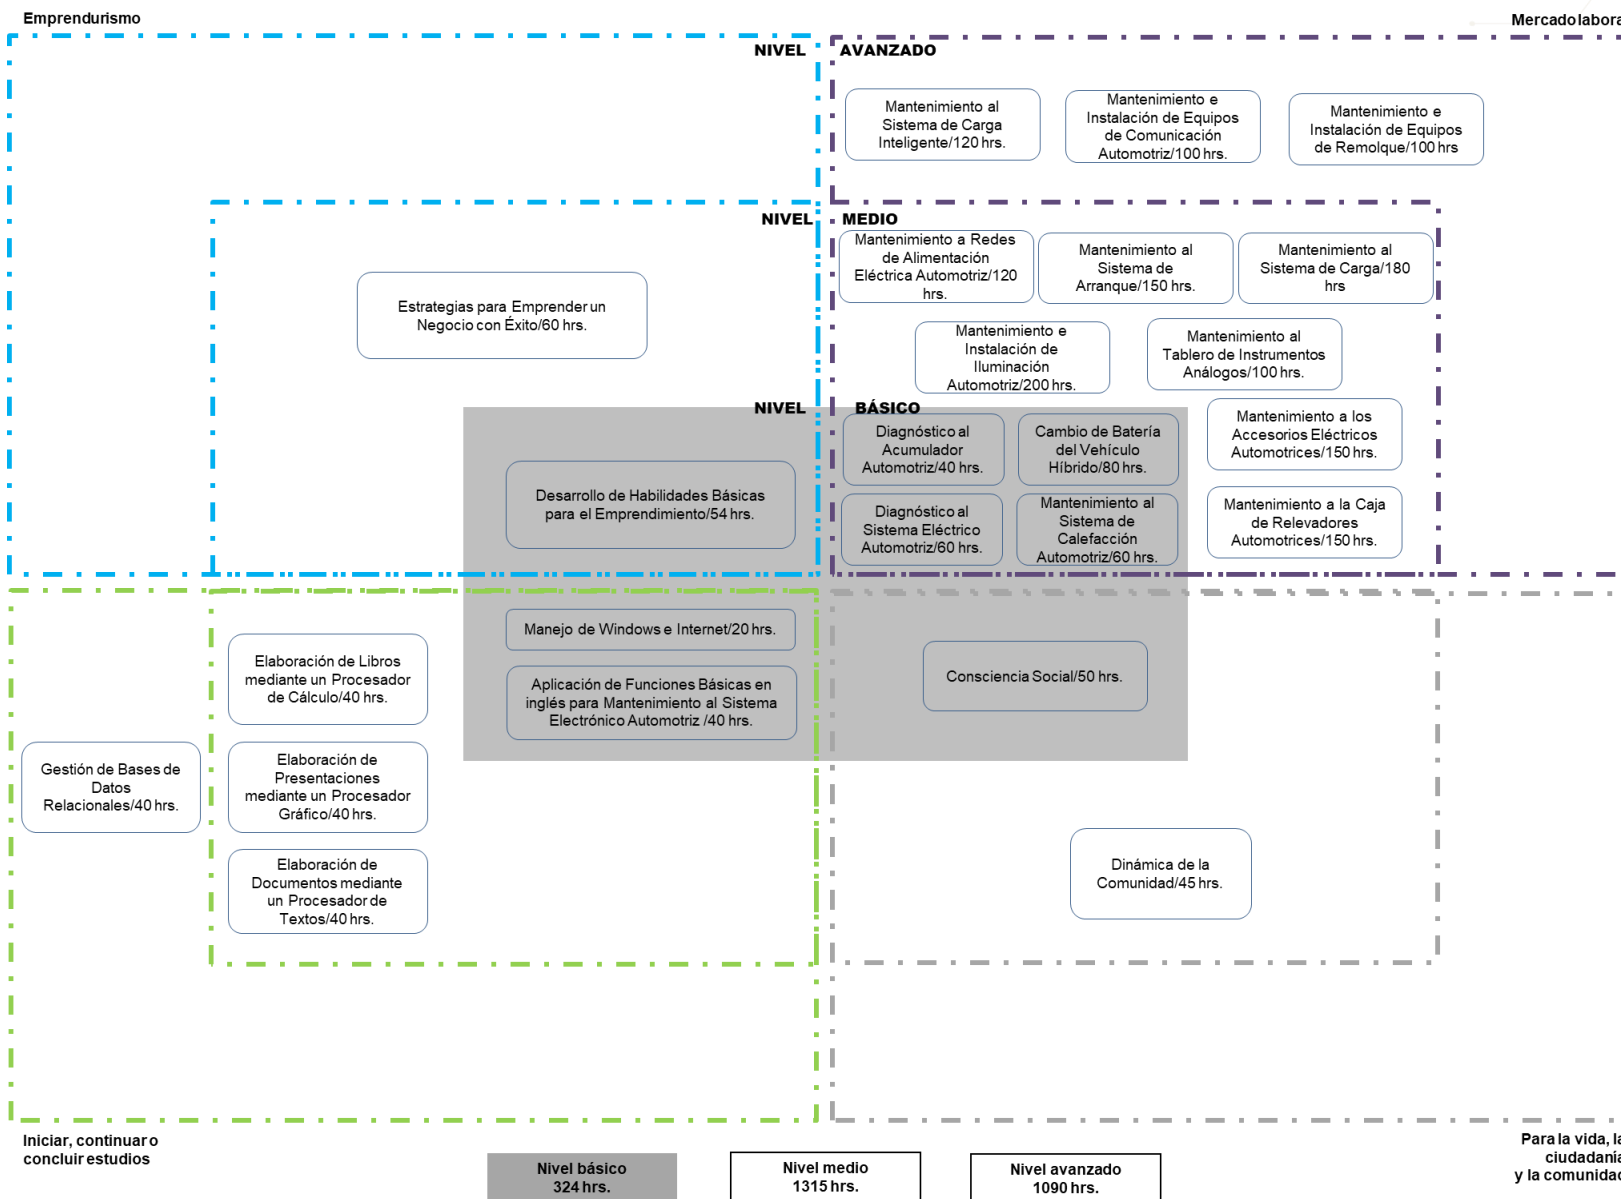 Emprendurismo
Mercado labora
NIVEL AVANZADO
Mantenimiento al
Sistema de Carga
Inteligente/120 hrs.
Mantenimiento e
Instalación de Equipos
de Comunicación
Automotriz/100 hrs.
Mantenimiento e
Instalación de Equipos
de Remolque/100 hrs
NIVEL MEDIO
Estrategias para Emprender un
Negocio con Éxito/60 hrs.
Mantenimiento a Redes
de Alimentación
Eléctrica Automotriz/120
hrs.
Mantenimiento al
Sistema de
Arranque/150 hrs.
Mantenimiento al
Sistema de Carga/180
hrs
Mantenimiento e
Instalación de
Iluminación
Automotriz/200 hrs.
Mantenimiento al
Tablero de Instrumentos
Análogos/100 hrs.
NIVEL BÁSICO
Desarrollo de Habilidades Básicas
para el Emprendimiento/54 hrs.
Diagnóstico al
Acumulador
Automotriz/40 hrs.
Cambio de Batería
del Vehículo
Híbrido/80 hrs.
Mantenimiento a los
Accesorios Eléctricos
Automotrices/150 hrs.
Diagnóstico al
Sistema Eléctrico
Automotriz/60 hrs.
Mantenimiento al
Sistema de
Calefacción
Automotriz/60 hrs.
Mantenimiento a la Caja
de Relevadores
Automotrices/150 hrs.
Manejo de Windows e Internet/20 hrs.
Elaboración de Libros
mediante un Procesador
de Cálculo/40 hrs.
Aplicación de Funciones Básicas en
inglés para Mantenimiento al Sistema
Electrónico Automotriz /40 hrs.
Consciencia Social/50 hrs.
Gestión de Bases de
Datos
Relacionales/40 hrs.
Elaboración de
Presentaciones
mediante un Procesador
Gráfico/40 hrs.
Elaboración de
Documentos mediante
un Procesador de
Textos/40 hrs.
Dinámica de la
Comunidad/45 hrs.
Iniciar, continuar o
concluir estudios
Nivel básico
324 hrs.
Nivel medio
1315 hrs.
Nivel avanzado
1090 hrs.
Para la vida, la
ciudadanía
y la comunidad